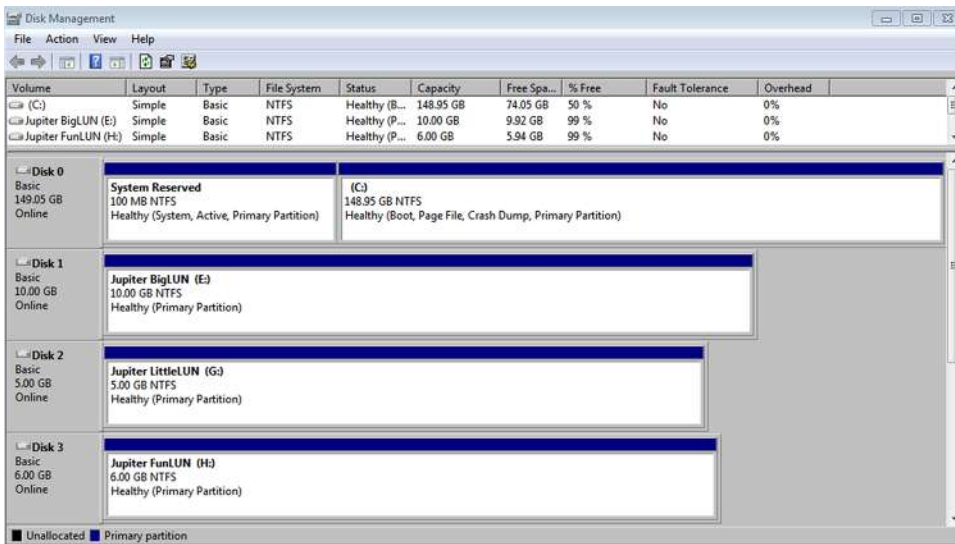 Disk Management
File Action View Help
Volume Layout Type File System Status Capacity Free Spa... % Free Fault Tolerance Overhead
(C:) Simple Basic NTFS Healthy (B... 148.95 GB 74.05 GB 50 % No 0%
Jupiter BigLUN (E:) Simple Basic NTFS Healthy (P... 10.00 GB 9.92 GB 99 % No 0%
Jupiter FunLUN (H:) Simple Basic NTFS Healthy (P... 6.00 GB 5.94 GB 99 % No 0%
Disk 0
Basic
149.05 GB
Online
System Reserved
100 MB NTFS
Healthy (System, Active, Primary Partition)
(C:)
148.95 GB NTFS
Healthy (Boot, Page File, Crash Dump, Primary Partition)
Disk 1
Basic
10.00 GB
Online
Jupiter BigLUN (E:)
10.00 GB NTFS
Healthy (Primary Partition)
Disk 2
Basic
5.00 GB
Online
Jupiter LittleLUN (G:)
5.00 GB NTFS
Healthy (Primary Partition)
Disk 3
Basic
6.00 GB
Online
Jupiter FunLUN (H:)
6.00 GB NTFS
Healthy (Primary Partition)
Unallocated Primary partition